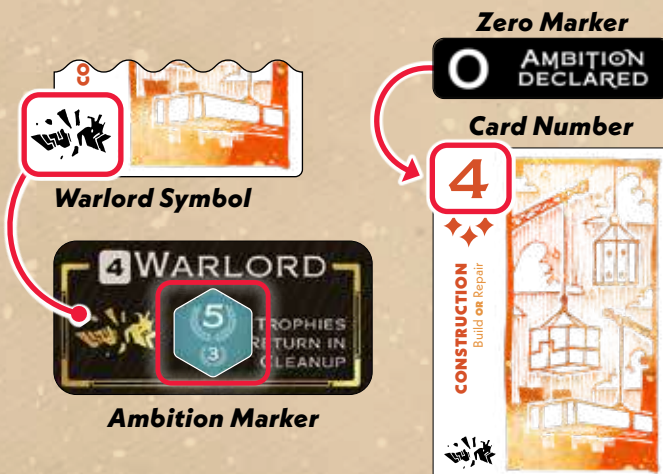 Zero Marker
0 AMBITION
DECLARED
Card Number
4
CONSTRUCTION
Build OR Repair
Warlord Symbol
4 WARLORD
5
3
TROPHIES
RETURN IN
CLEANUP
Ambition Marker